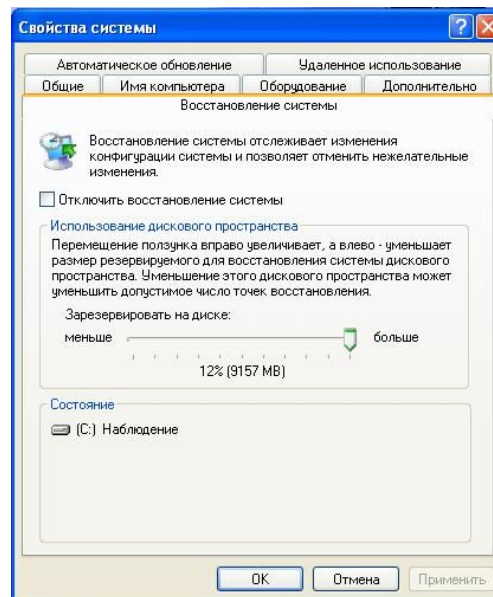 Свойства системы
Автоматическое обновление Удаленное использование
Общие Имя компьютера Оборудование Дополнительно
Восстановление системы
Восстановление системы отслеживает изменения
конфигурации системы и позволяет отменить нежелательные
изменения.
Отключить восстановление системы
Использование дискового пространства
Перемещение ползунка вправо увеличивает, а влево - уменьшает
размер резервируемого для восстановления системы дискового
пространства. Уменьшение этого дискового пространства может
уменьшить допустимое число точек восстановления.
Зарезервировать на диске:
меньше больше
12% (9157 MB)
Состояние
(C:) Наблюдение
OK Отмена Применить